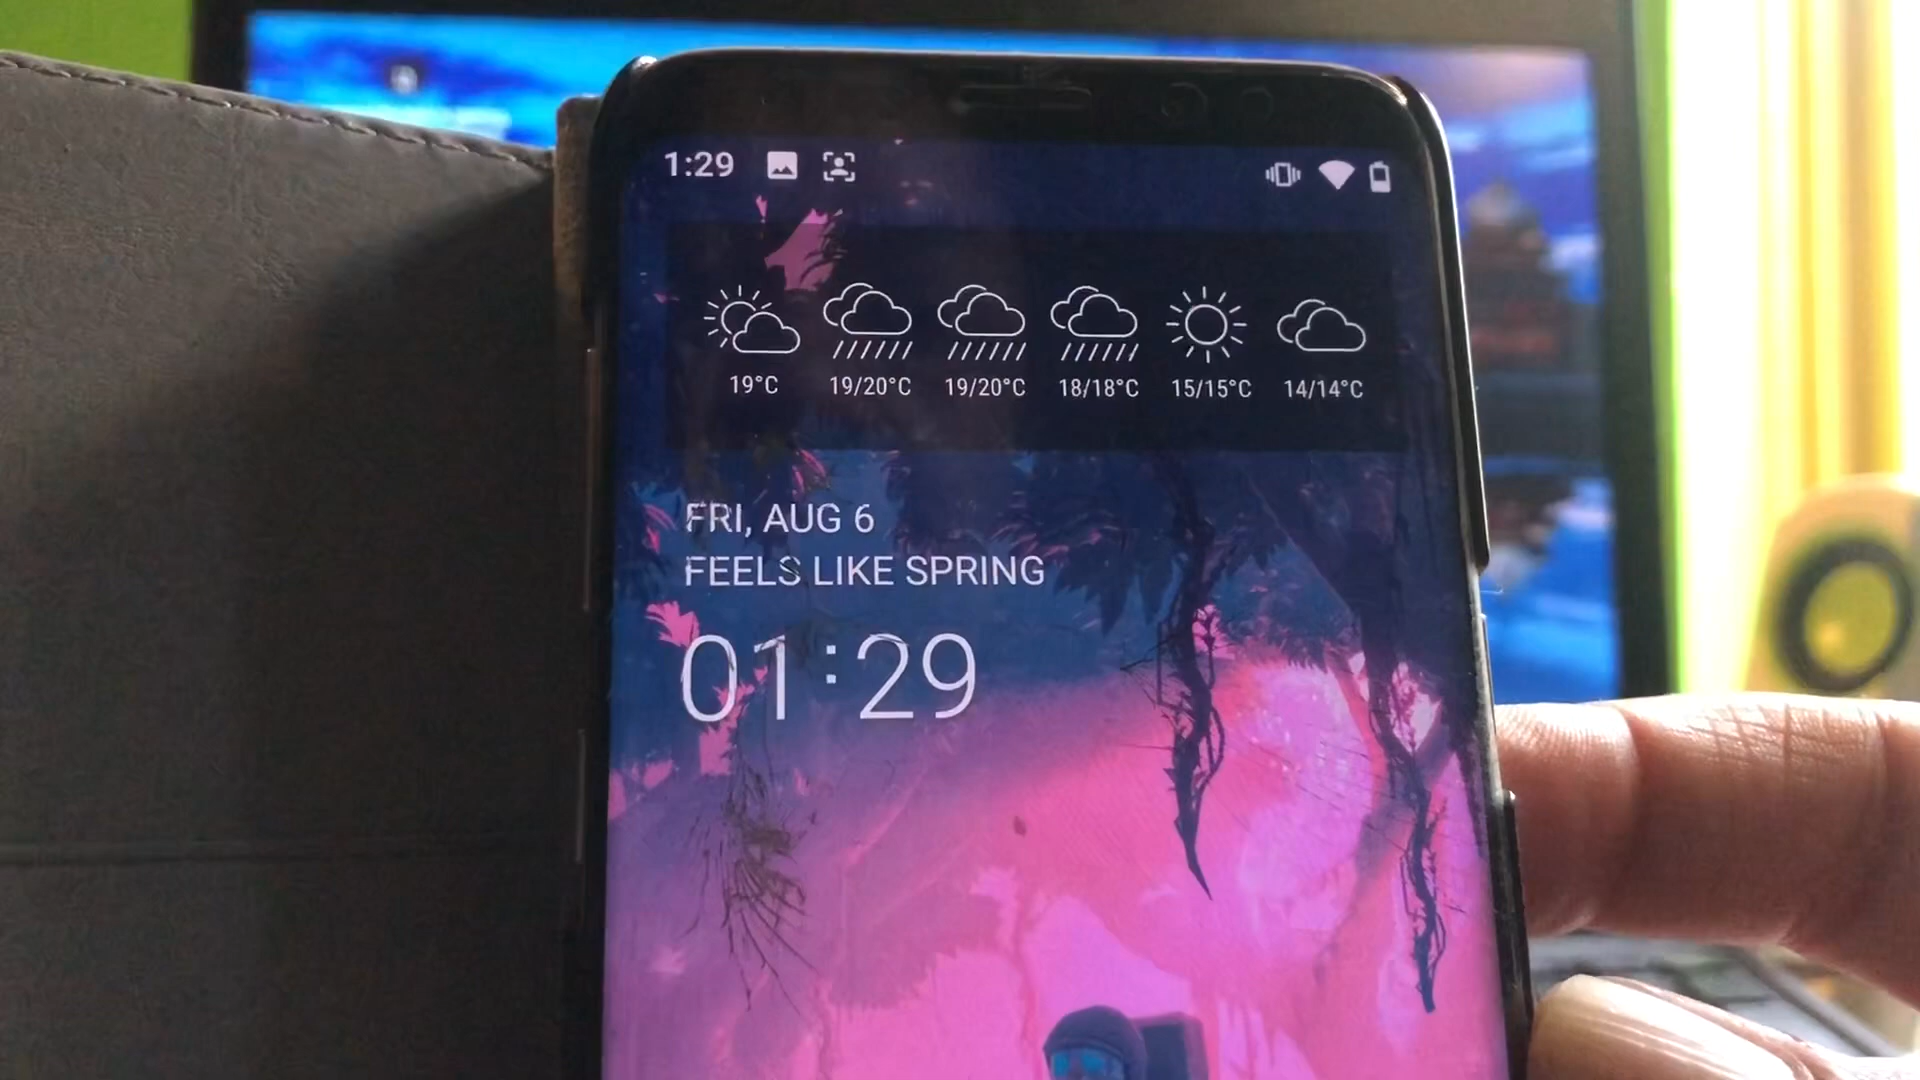 1:29
19°C 19/20°C 19/20°C 18/18°C 15/15°C 14/14°C
FRI, AUG 6
FEELS LIKE SPRING
01:29